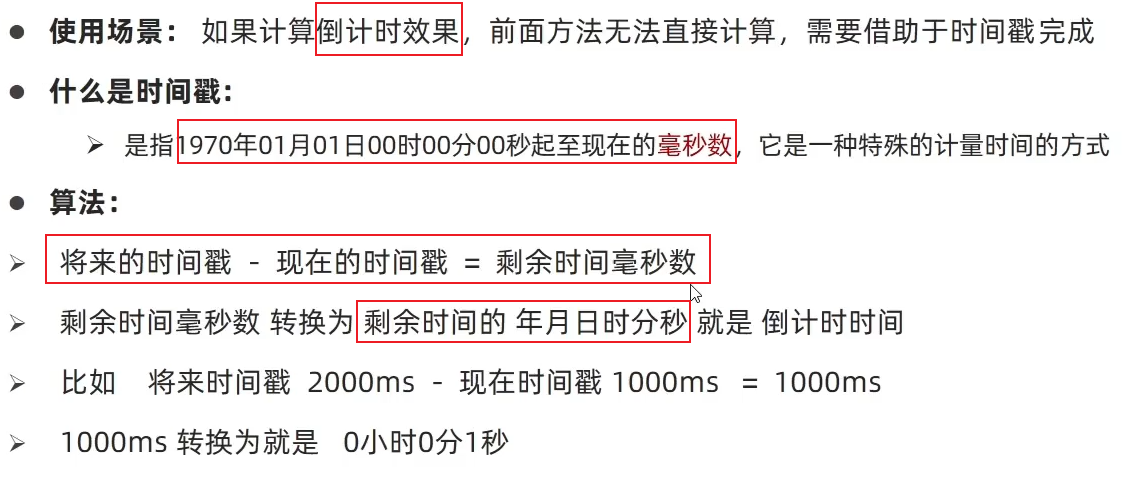 使用场景： 如果计算倒计时效果，前面方法无法直接计算，需要借助于时间戳完成
什么是时间戳：
是指1970年01月01日00时00分00秒起至现在的毫秒数，它是一种特殊的计量时间的方式
算法：
将来的时间戳 - 现在的时间戳 = 剩余时间毫秒数
剩余时间毫秒数 转换为 剩余时间的 年月日时分秒 就是 倒计时时间
比如 将来时间戳 2000ms - 现在时间戳 1000ms = 1000ms
1000ms 转换为就是 0小时0分1秒